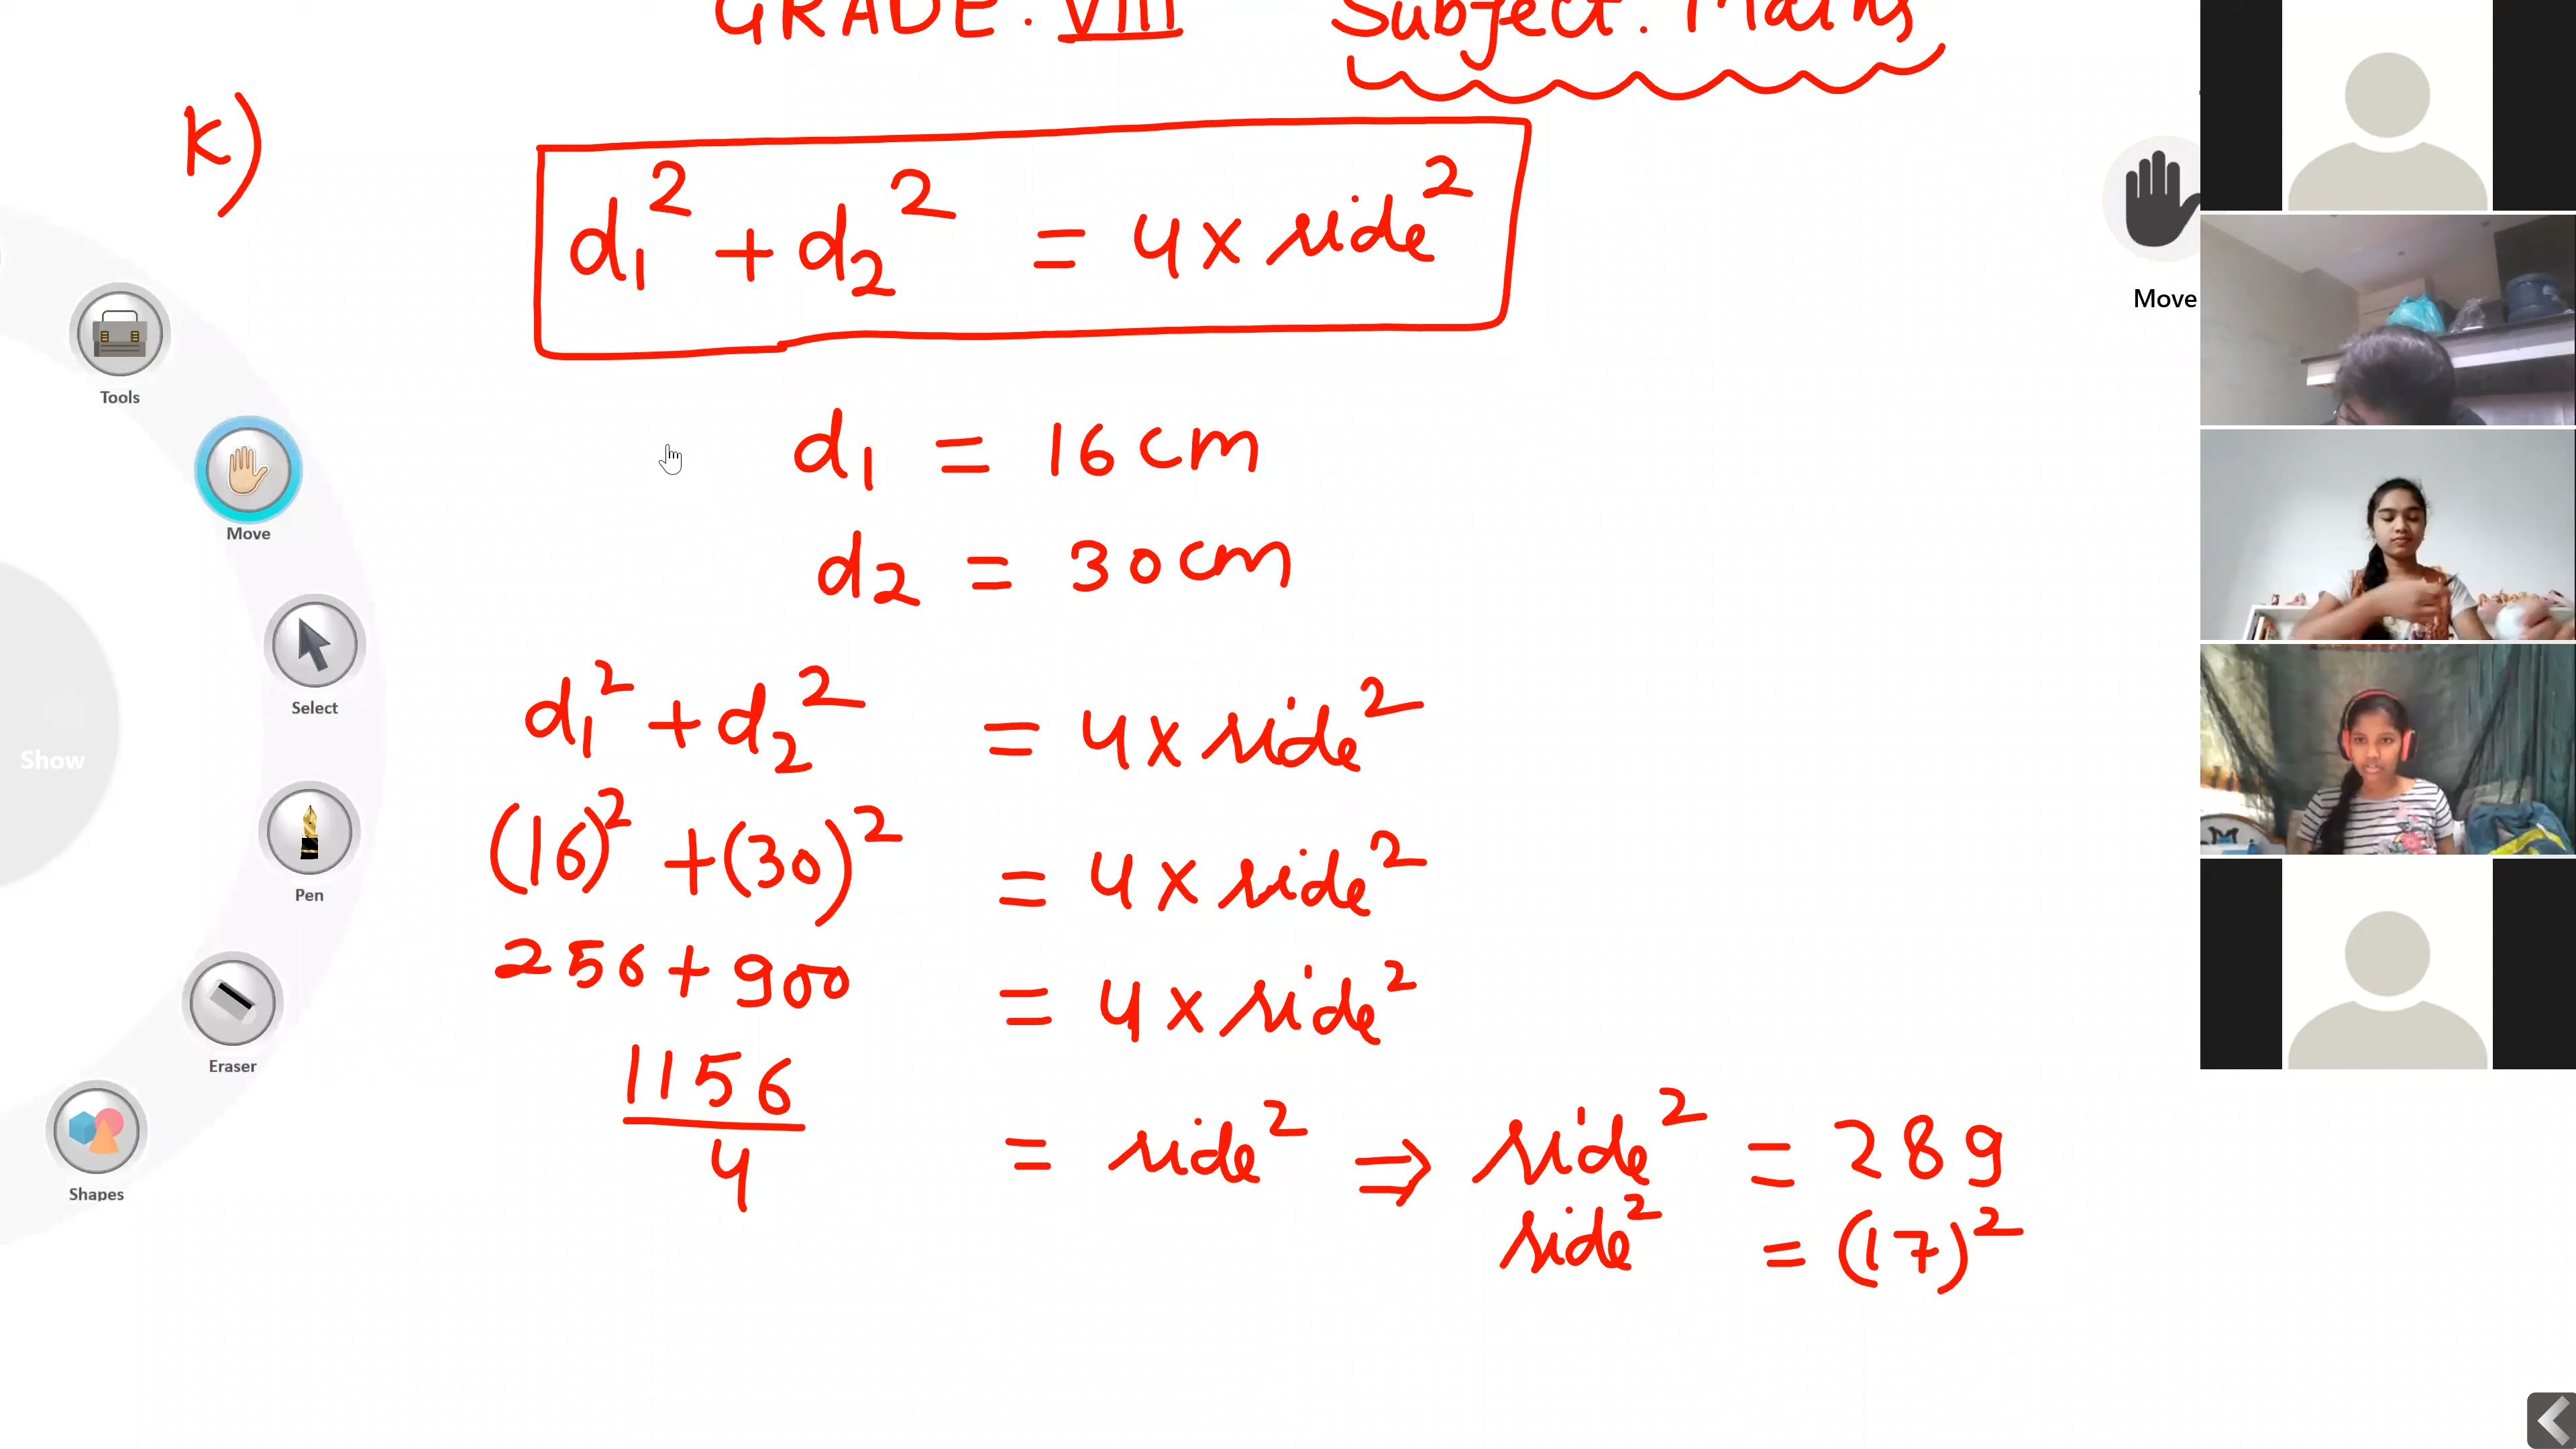 GRADE. VIII Subject. Maths
K)
d₁² + d₂² = 4 x side²
d₁ = 16 cm
d₂ = 30 cm
d₁² + d₂² = 4 x side²
(16)² + (30)² = 4 x side²
256 + 900 = 4 x side²
1156/4 = side² ⇒ side² = 289
side² = (17)²
Tools
Move
Select
Show
Pen
Eraser
Shapes
Move